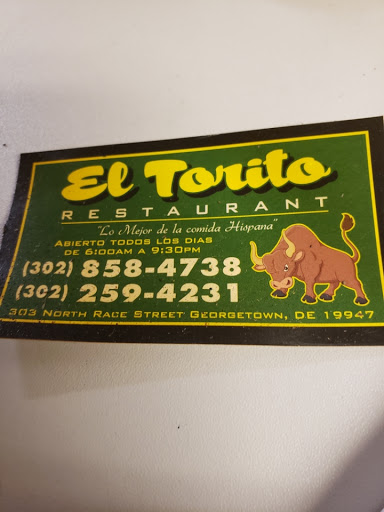 El Torito
RESTAURANT
"Lo Mejor de la comida Hispana"
ABIERTO TODOS LOS DIAS
DE 6:00AM A 9:30PM
(302) 858-4738
(302) 259-4231
303 NORTH RACE STREET GEORGETOWN, DE 19947